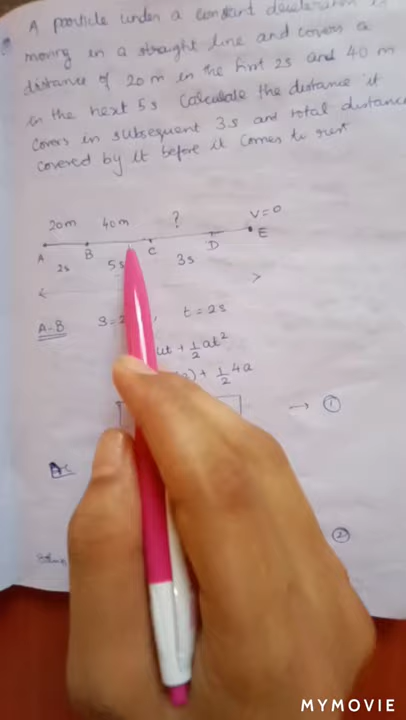 A particle under a constant deceleration is
moving in a straight line and covers a
distance of 20 m in the first 2s and 40 m
in the next 5s Calculate the distance it
covers in subsequent 3s and total distance
covered by it before it comes to rest
20m 40m ? V=0
A B C D E
2s 5s 3s
A-B t = 2s
ut + 1/2 at²
+ 1/2 4a
→ ①
②
MYMOVIE